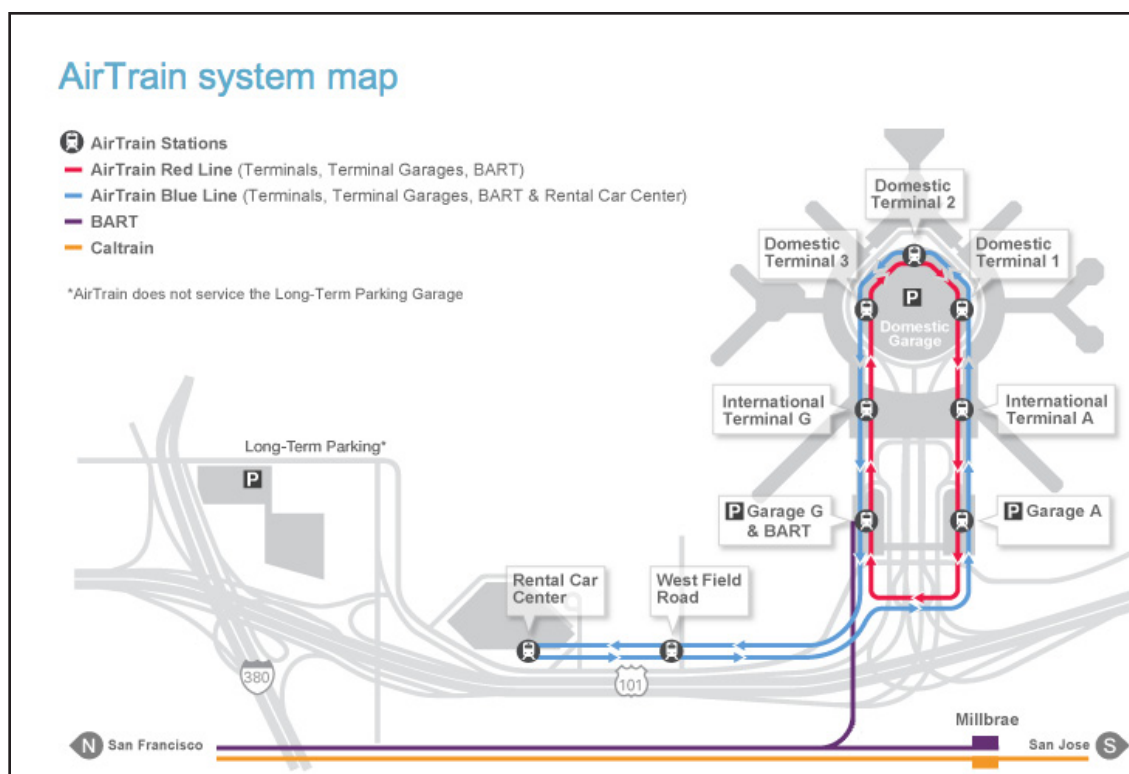 AirTrain system map
AirTrain Stations
AirTrain Red Line (Terminals, Terminal Garages, BART)
AirTrain Blue Line (Terminals, Terminal Garages, BART & Rental Car Center)
BART
Caltrain
*AirTrain does not service the Long-Term Parking Garage
Domestic
Terminal 2
Domestic
Terminal 3
Domestic
Terminal 1
P
Domestic
Garage
International
Terminal G
International
Terminal A
Long-Term Parking*
P
P Garage G
& BART
P Garage A
Rental Car
Center
West Field
Road
380
101
Millbrae
N San Francisco
San Jose S